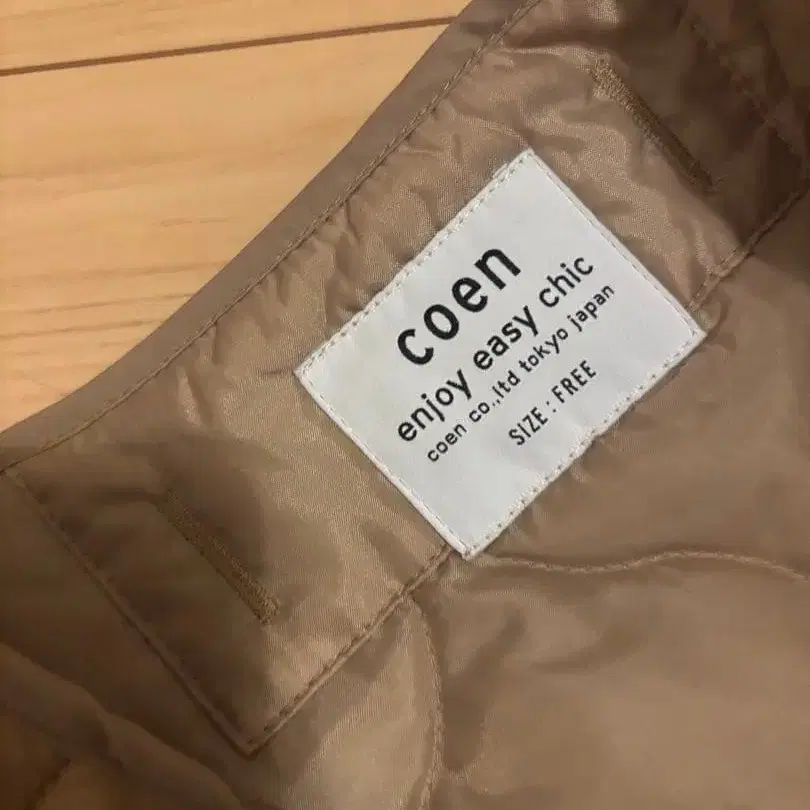 coen
enjoy easy chic
coen co.,ltd tokyo japan
SIZE : FREE